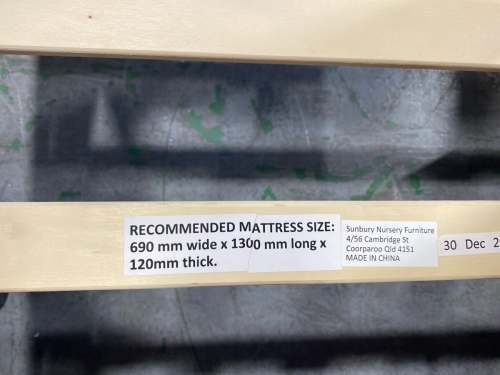 RECOMMENDED MATTRESS SIZE:
690 mm wide x 1300 mm long x
120mm thick.
Sunbury Nursery Furniture
4/56 Cambridge St
Coorparoo Qld 4151
MADE IN CHINA
30 Dec 2